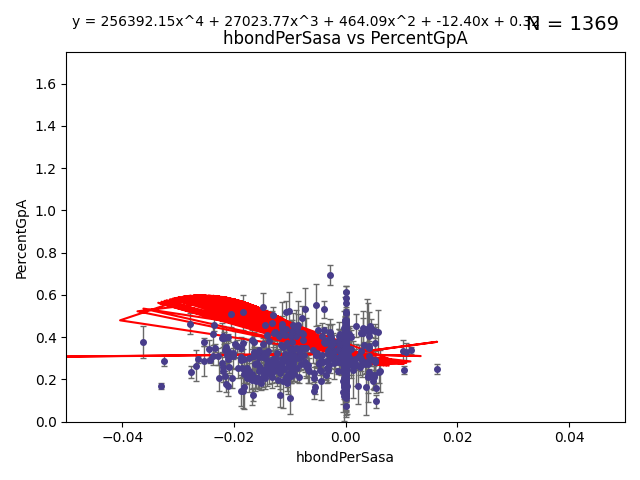 y = 256392.15x^4 + 27023.77x^3 + 464.09x^2 + -12.40x + 0.32
N = 1369
hbondPerSasa vs PercentGpA
PercentGpA
1.6
1.4
1.2
1.0
0.8
0.6
0.4
0.2
0.0
−0.04
−0.02
0.00
0.02
0.04
hbondPerSasa